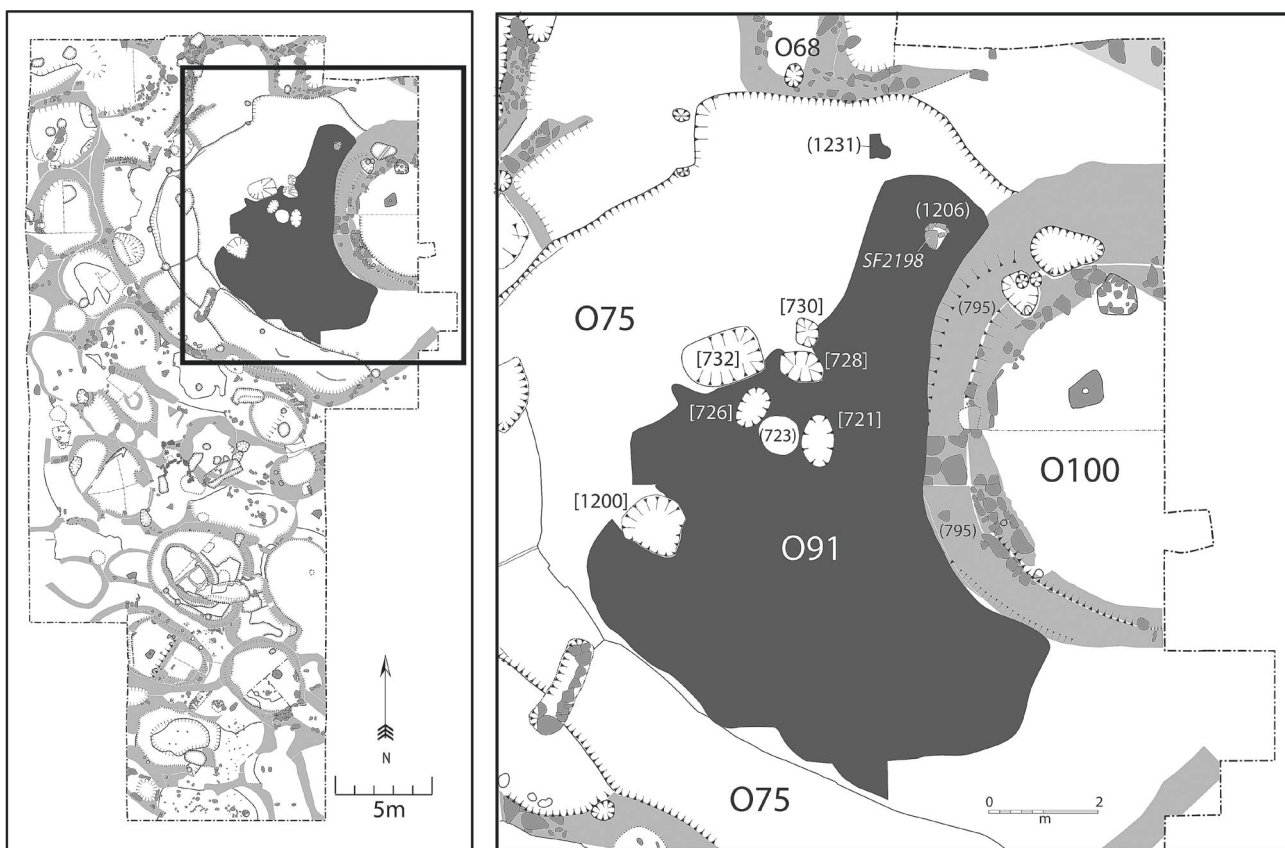 N
5m
O68
(1231)
(1206)
SF2198
O75
[730]
(795)
[732]
[728]
[726]
(723)
[721]
O100
[1200]
(795)
O91
O75
0 2
m